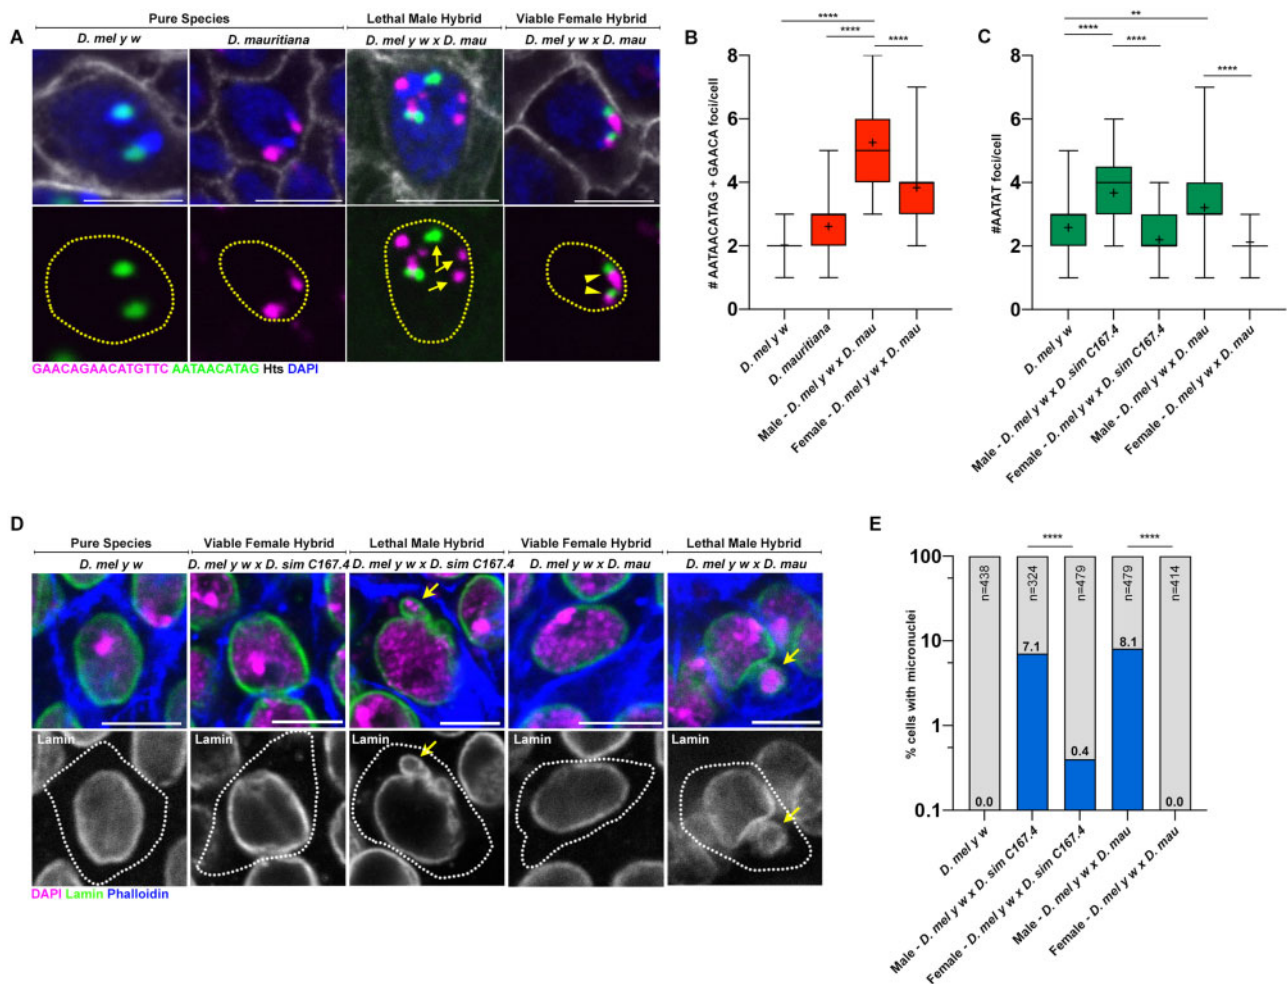 A
Pure Species
Lethal Male Hybrid
Viable Female Hybrid
D. mel y w
D. mauritiana
D. mel y w x D. mau
D. mel y w x D. mau
GAACAGAACATGTTC AATAACATAG Hts DAPI
B
# AATAACATAG + GAACA foci/cell
8
6
4
2
0
****
****
****
****
D. mel y w
D. mauritiana
Male - D. mel y w x D. mau
Female - D. mel y w x D. mau
C
#AATAT foci/cell
8
6
4
2
0
**
****
****
****
D. mel y w
Male - D. mel y w x D .sim C167.4
Female - D. mel y w x D. sim C167.4
Male - D. mel y w x D. mau
Female - D. mel y w x D. mau
D
Pure Species
Viable Female Hybrid
Lethal Male Hybrid
Viable Female Hybrid
Lethal Male Hybrid
D. mel y w
D. mel y w x D. sim C167.4
D. mel y w x D. sim C167.4
D. mel y w x D. mau
D. mel y w x D. mau
Lamin
Lamin
Lamin
Lamin
Lamin
DAPI Lamin Phalloidin
E
% cells with micronuclei
100
10
1
0.1
****
****
n=438
n=324
n=479
n=479
n=414
0.0
7.1
0.4
8.1
0.0
D. mel y w
Male - D. mel y w x D. sim C167.4
Female - D. mel y w x D. sim C167.4
Male - D. mel y w x D. mau
Female - D. mel y w x D. mau